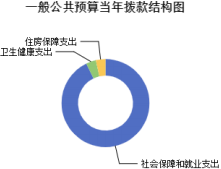 一般公共预算当年拨款结构图
住房保障支出
卫生健康支出
社会保障和就业支出